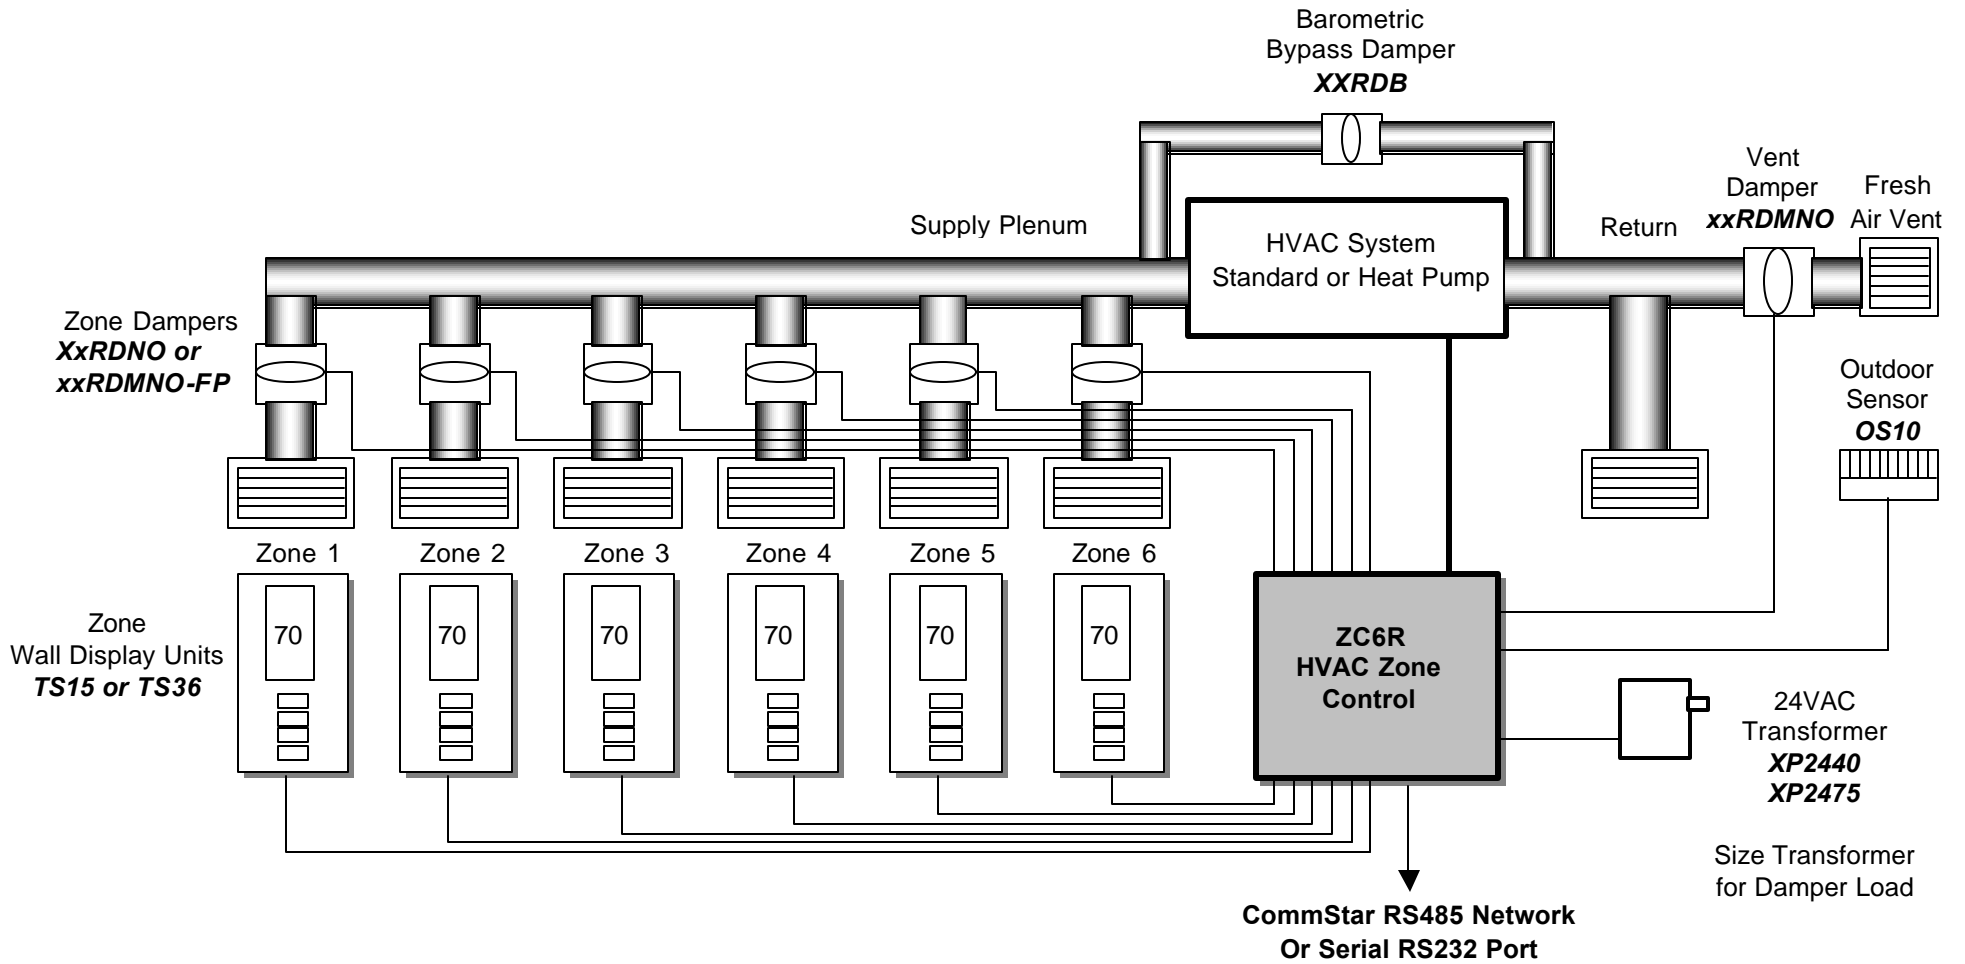 Barometric
Bypass Damper
XXRDB
Vent
Damper
xxRDMNO
Fresh
Air Vent
Supply Plenum
Return
HVAC System
Standard or Heat Pump
Zone Dampers
XxRDNO or
xxRDMNO-FP
Outdoor
Sensor
OS10
Zone 1
Zone 2
Zone 3
Zone 4
Zone 5
Zone 6
Zone
Wall Display Units
TS15 or TS36
70
70
70
70
70
70
ZC6R
HVAC Zone
Control
24VAC
Transformer
XP2440
XP2475
Size Transformer
for Damper Load
CommStar RS485 Network
Or Serial RS232 Port